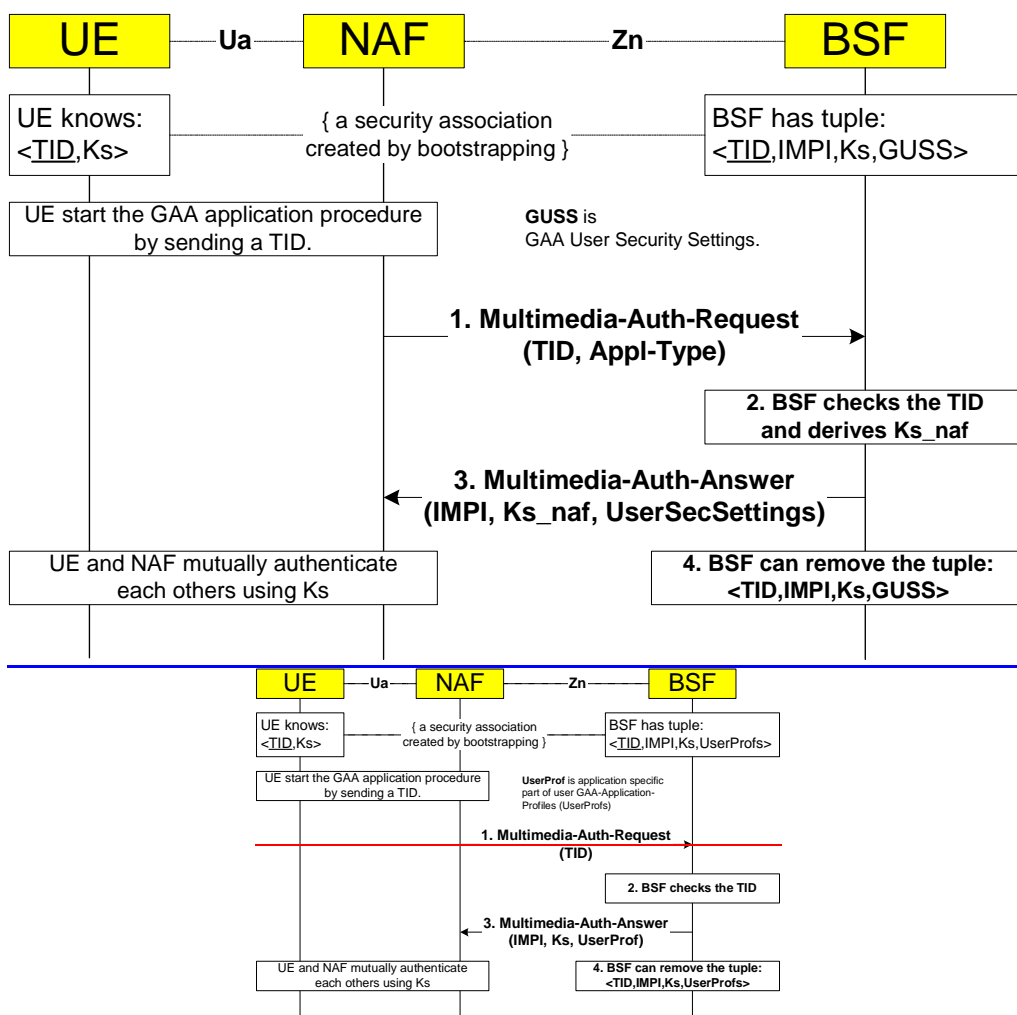 UE Ua NAF Zn BSF
UE knows:
<TID,Ks>
{ a security association
created by bootstrapping }
BSF has tuple:
<TID,IMPI,Ks,GUSS>
UE start the GAA application procedure
by sending a TID.
GUSS is
GAA User Security Settings.
1. Multimedia-Auth-Request
(TID, Appl-Type)
2. BSF checks the TID
and derives Ks_naf
3. Multimedia-Auth-Answer
(IMPI, Ks_naf, UserSecSettings)
UE and NAF mutually authenticate
each others using Ks
4. BSF can remove the tuple:
<TID,IMPI,Ks,GUSS>
UE Ua NAF Zn BSF
UE knows:
<TID,Ks>
{ a security association
created by bootstrapping }
BSF has tuple:
<TID,IMPI,Ks,UserProfs>
UE start the GAA application procedure
by sending a TID.
UserProf is application specific
part of user GAA-Application-
Profiles (UserProfs)
1. Multimedia-Auth-Request
(TID)
2. BSF checks the TID
3. Multimedia-Auth-Answer
(IMPI, Ks, UserProf)
UE and NAF mutually authenticate
each others using Ks
4. BSF can remove the tuple:
<TID,IMPI,Ks,UserProfs>